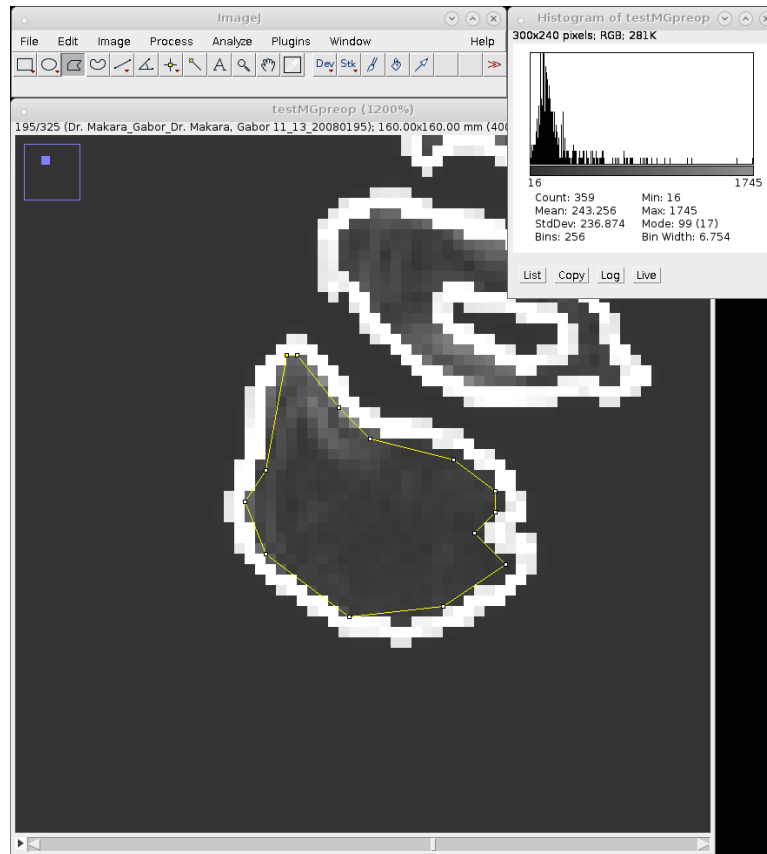 ImageJ
File Edit Image Process Analyze Plugins Window Help
A Dev Stk
Histogram of testMGpreop
300x240 pixels; RGB; 281K
16 1745
Count: 359 Min: 16
Mean: 243.256 Max: 1745
StdDev: 236.874 Mode: 99 (17)
Bins: 256 Bin Width: 6.754
List Copy Log Live
testMGpreop (1200%)
195/325 (Dr. Makara_Gabor_Dr. Makara, Gabor 11_13_20080195); 160.00x160.00 mm (400